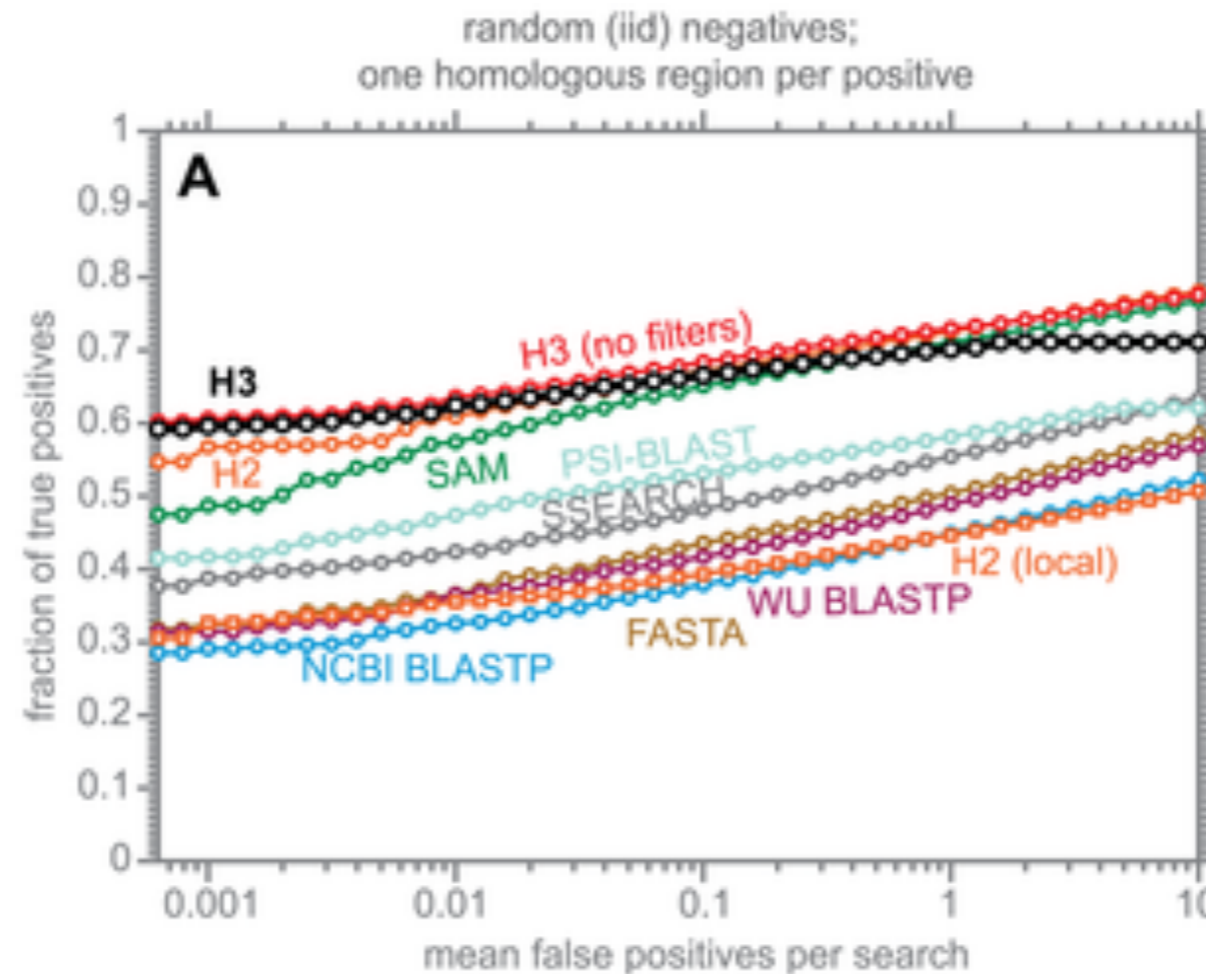 random (iid) negatives;
one homologous region per positive
A
1
0.9
0.8
0.7
0.6
0.5
0.4
0.3
0.2
0.1
0
fraction of true positives
H3
H3 (no filters)
H2
SAM
PSI-BLAST
SSEARCH
H2 (local)
WU BLASTP
FASTA
NCBI BLASTP
0.001 0.01 0.1 1 10
mean false positives per search